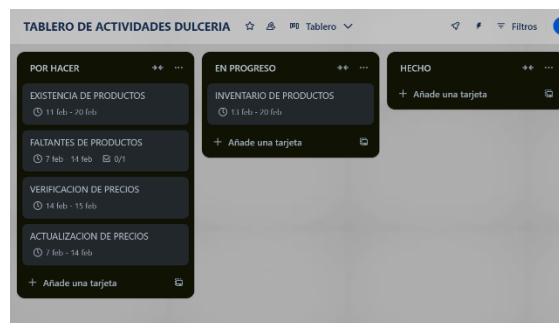 TABLERO DE ACTIVIDADES DULCERIA
Tablero
Filtros
POR HACER
EXISTENCIA DE PRODUCTOS
11 feb - 20 feb
FALTANTES DE PRODUCTOS
7 feb - 14 feb 0/1
VERIFICACION DE PRECIOS
14 feb - 15 feb
ACTUALIZACION DE PRECIOS
7 feb - 14 feb
+ Añade una tarjeta
EN PROGRESO
INVENTARIO DE PRODUCTOS
13 feb - 20 feb
+ Añade una tarjeta
HECHO
+ Añade una tarjeta